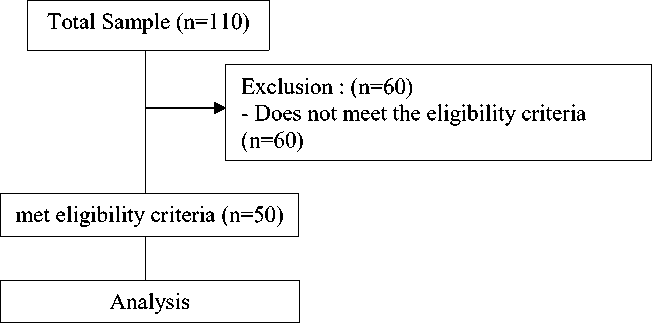 Total Sample (n=110)
Exclusion : (n=60)
- Does not meet the eligibility criteria
(n=60)
met eligibility criteria (n=50)
Analysis